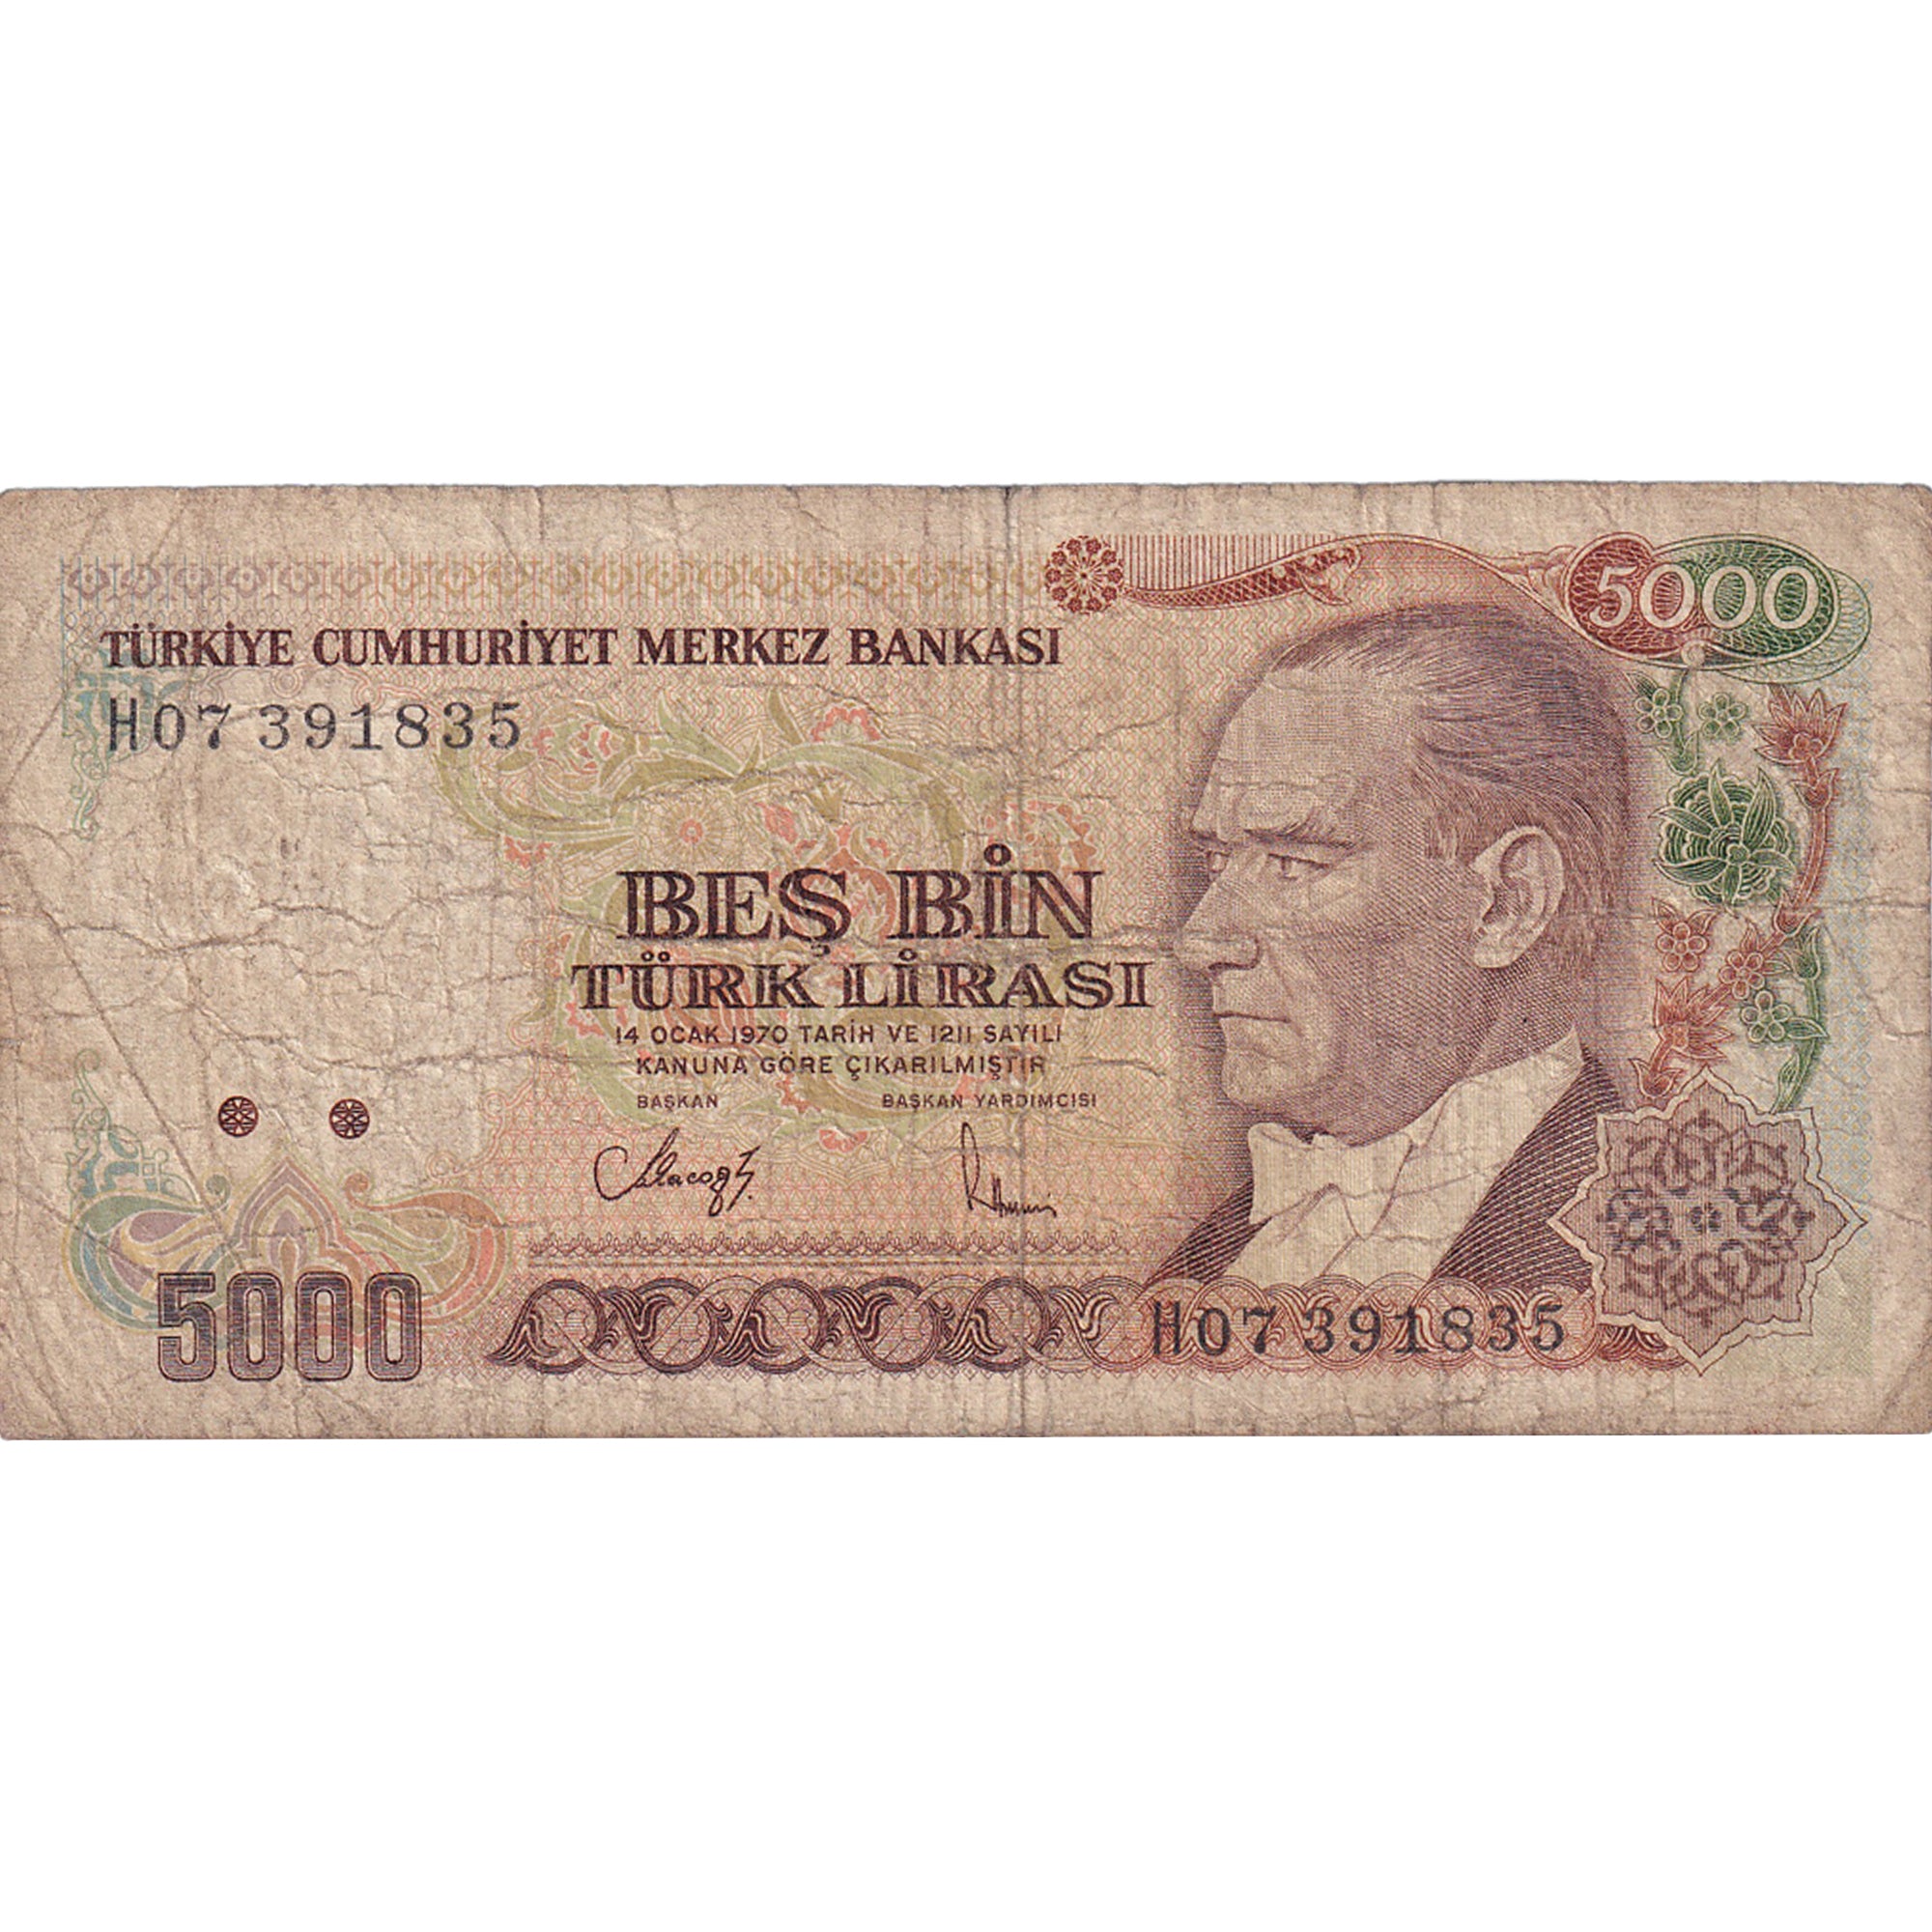 5000
TÜRKİYE CUMHURİYET MERKEZ BANKASI
H07 391835
BEŞ BİN
TÜRK LİRASI
14 OCAK 1970 TARİH VE 1211 SAYILI
KANUNA GÖRE ÇIKARILMIŞTIR
BAŞKAN BAŞKAN YARDIMCISI
5000
H07 391835